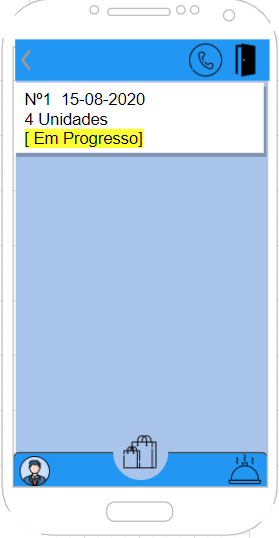 Nº1 15-08-2020
4 Unidades
[ Em Progresso]